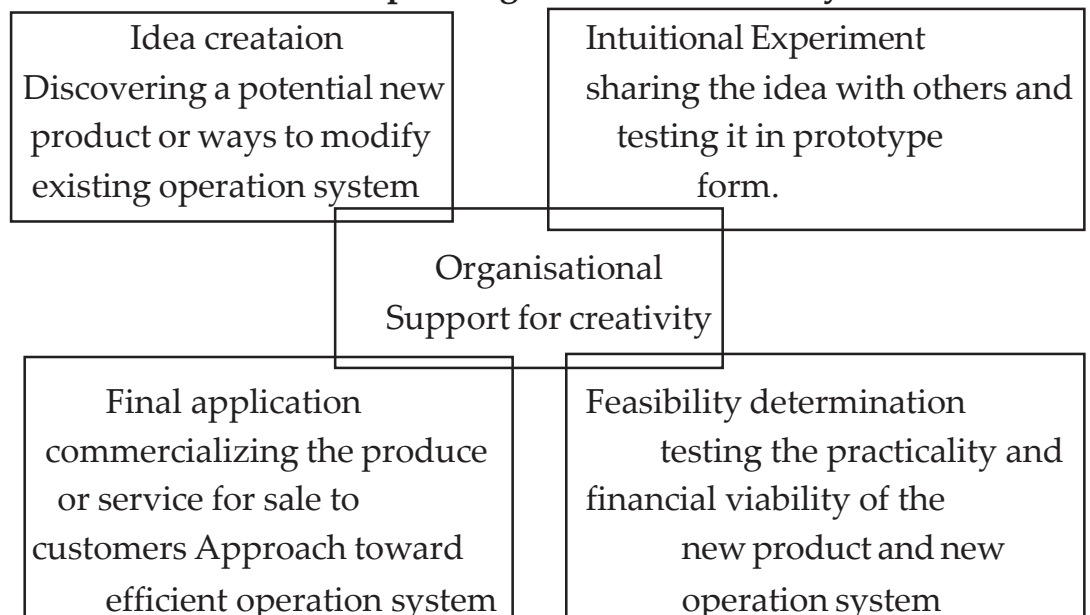 Idea creataion
Discovering a potential new
product or ways to modify
existing operation system
Intuitional Experiment
sharing the idea with others and
testing it in prototype
form.
Organisational
Support for creativity
Final application
commercializing the produce
or service for sale to
customers Approach toward
efficient operation system
Feasibility determination
testing the practicality and
financial viability of the
new product and new
operation system